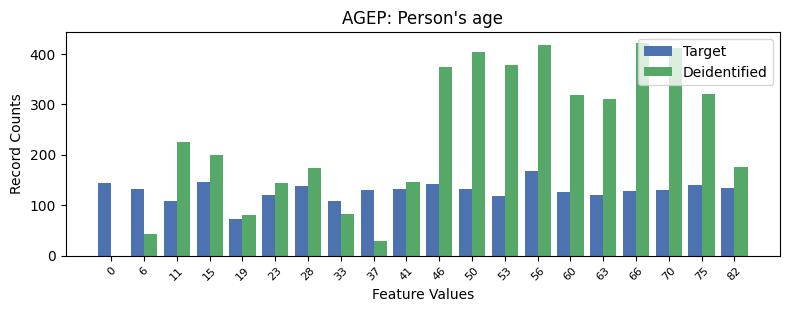 AGEP: Person's age
Target
Deidentified
Record Counts
400
300
200
100
0
0 6 11 15 19 23 28 33 37 41 46 50 53 56 60 63 66 70 75 82
Feature Values